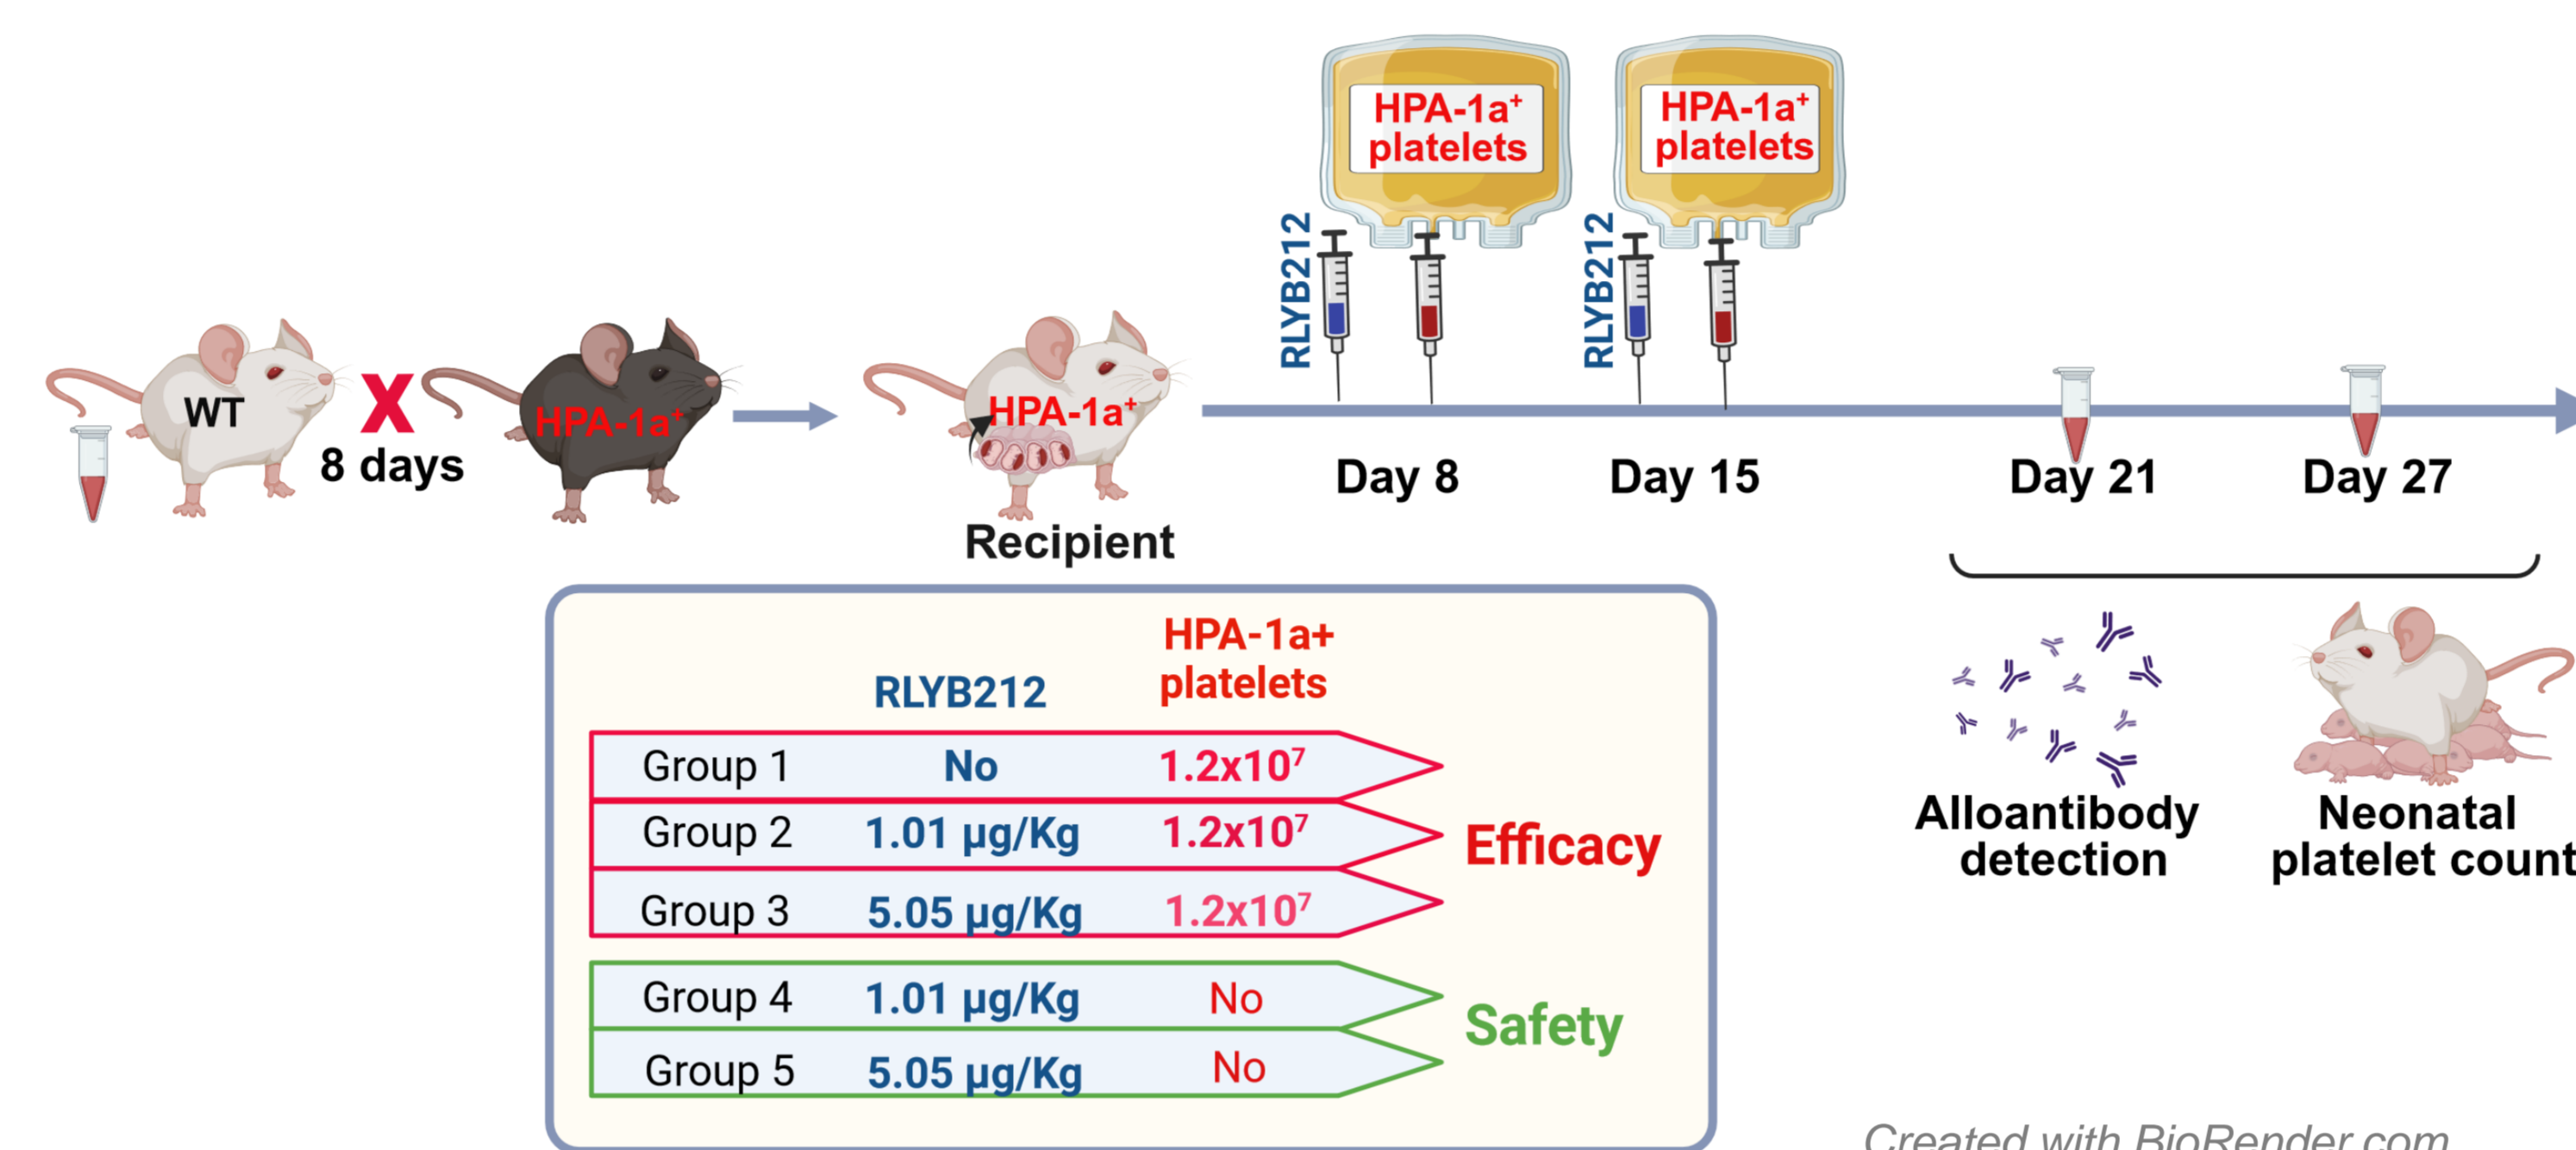 HPA-1a⁺
platelets
HPA-1a⁺
platelets
RLYB212
RLYB212
WT
X
8 days
HPA-1a⁺
HPA-1a⁺
Recipient
Day 8
Day 15
Day 21
Day 27
HPA-1a+
platelets
RLYB212
Group 1 No 1.2x10⁷
Group 2 1.01 µg/Kg 1.2x10⁷
Group 3 5.05 µg/Kg 1.2x10⁷
Efficacy
Group 4 1.01 µg/Kg No
Group 5 5.05 µg/Kg No
Safety
Alloantibody
detection
Neonatal
platelet count
Created with BioRender.com